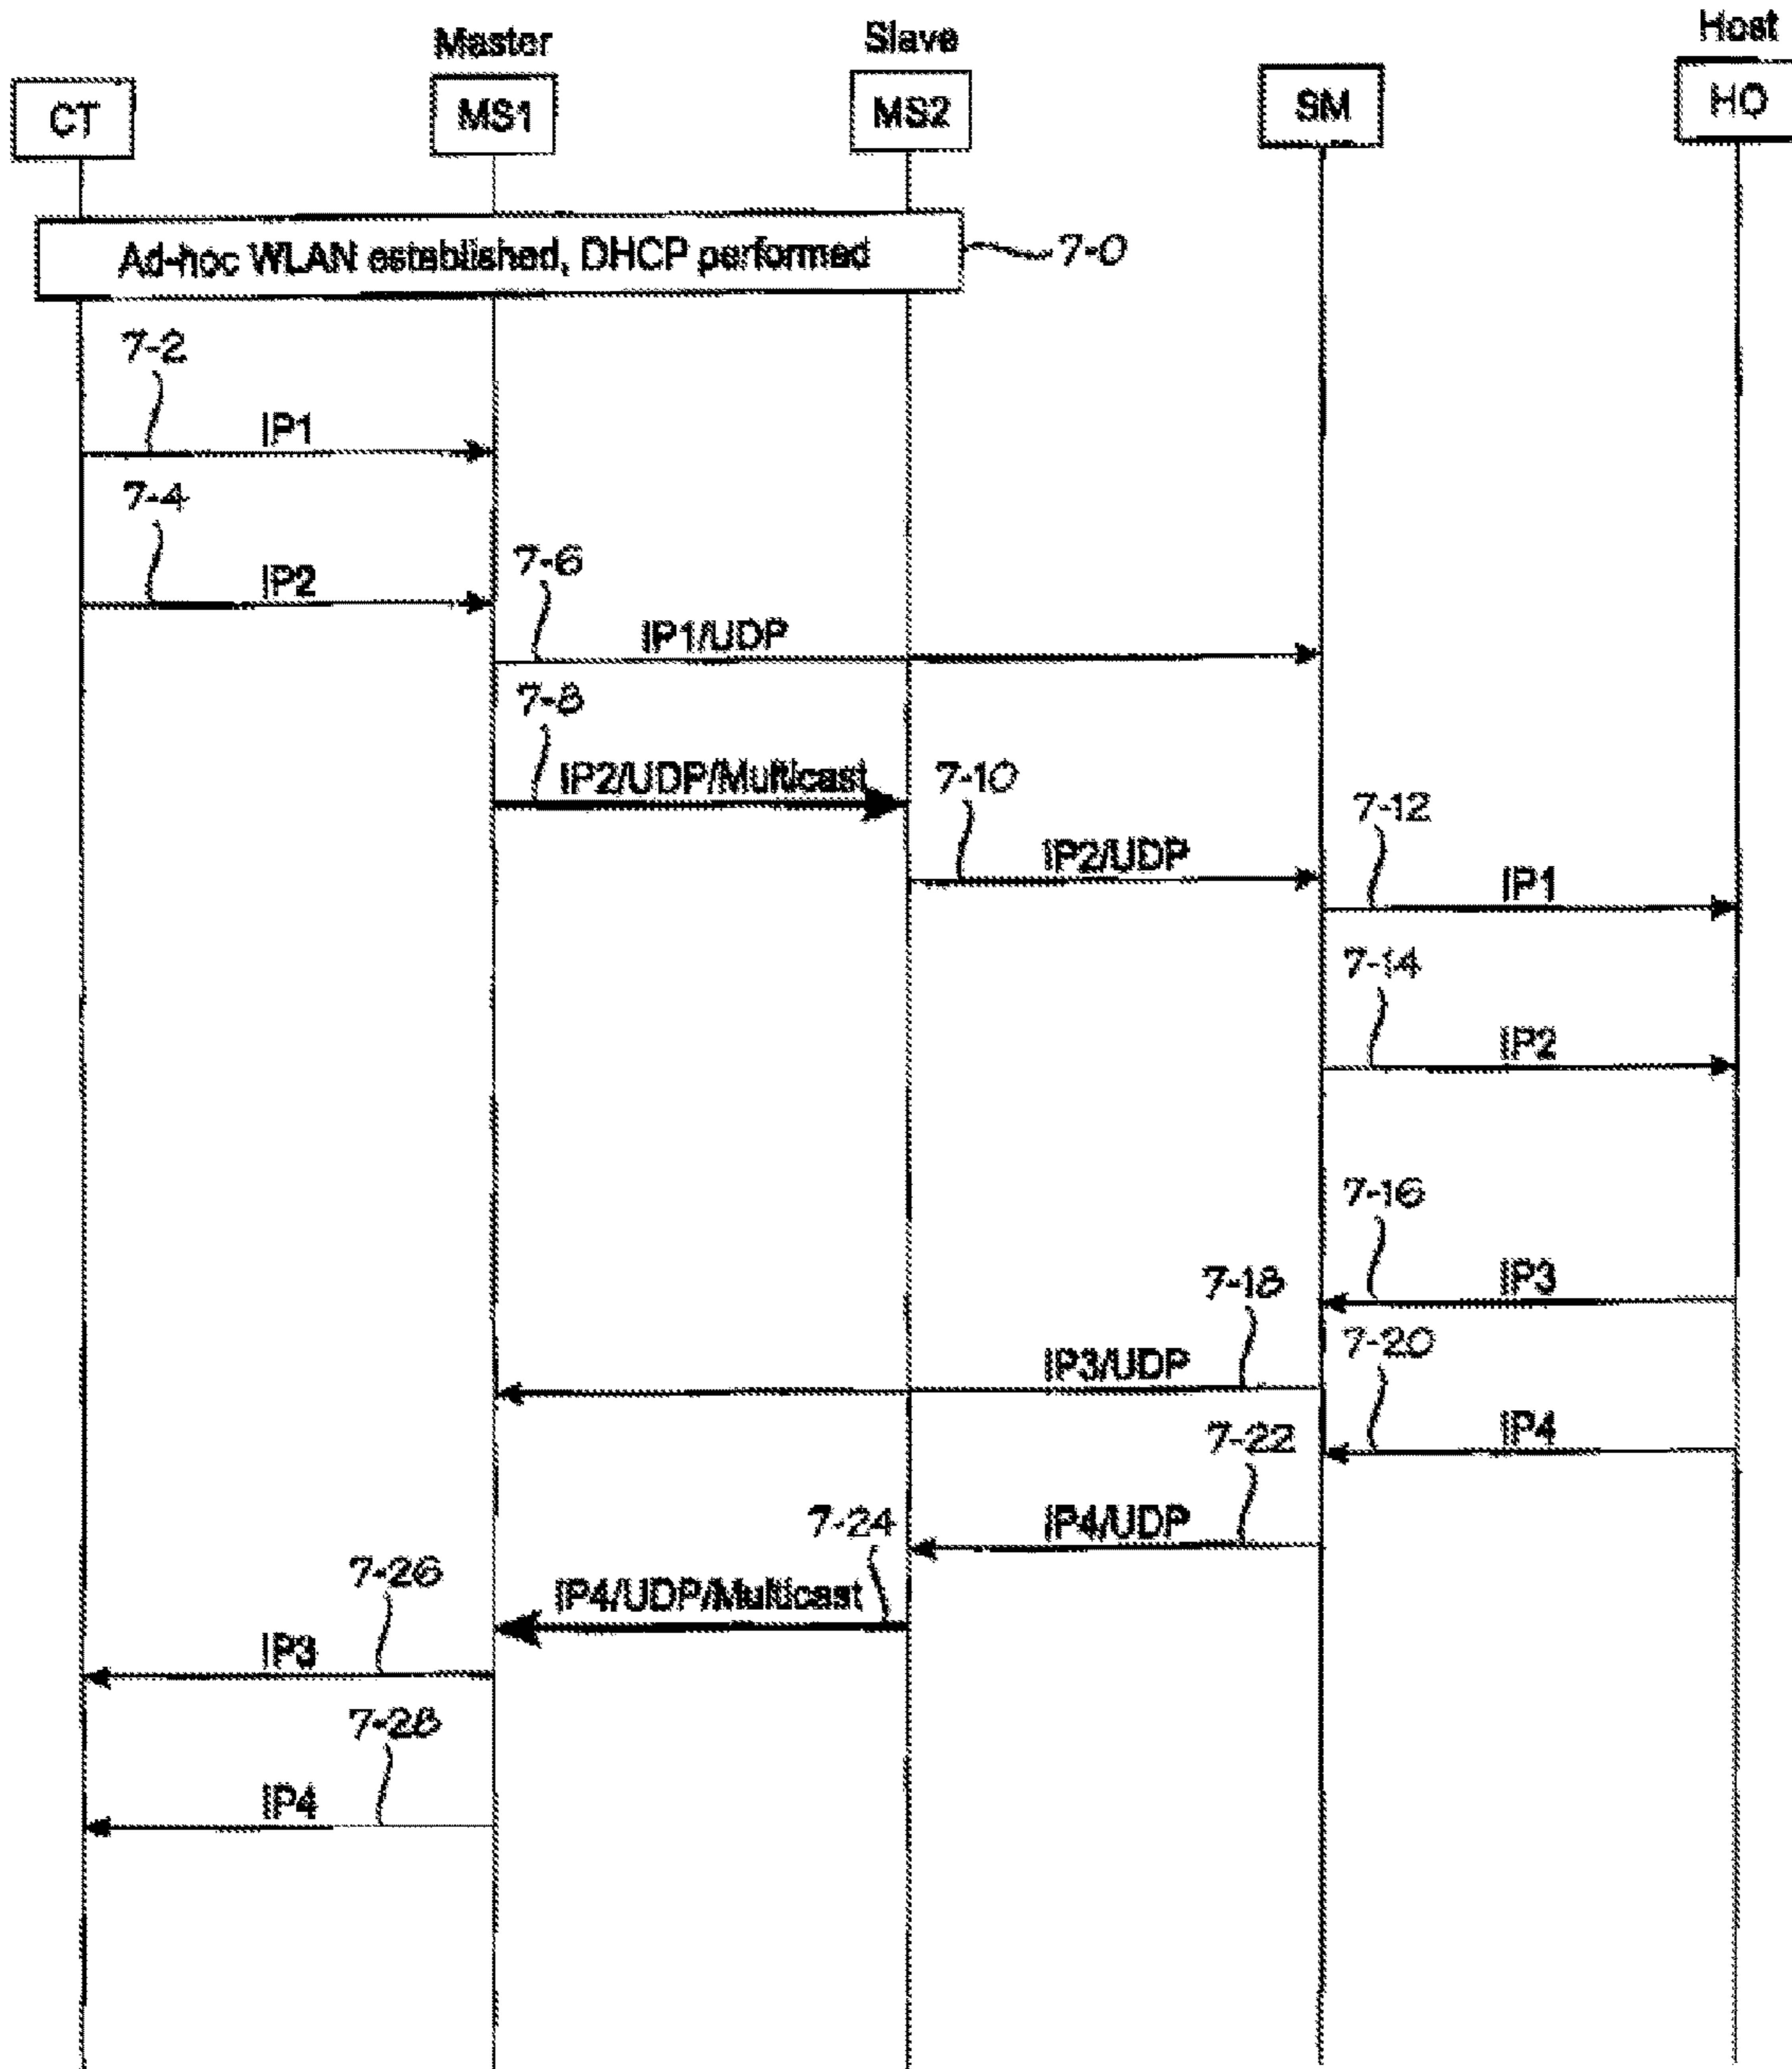 Master
Slave
Host
CT
MS1
MS2
SM
HO
Ad-hoc WLAN established, DHCP performed
7-0
7-2
IP1
7-4
IP2
7-6
IP1/UDP
7-8
IP2/UDP/Multicast
7-10
IP2/UDP
7-12
IP1
7-14
IP2
7-16
IP3
7-18
IP3/UDP
7-20
IP4
7-22
IP4/UDP
7-24
IP4/UDP/Multicast
7-26
IP3
7-28
IP4